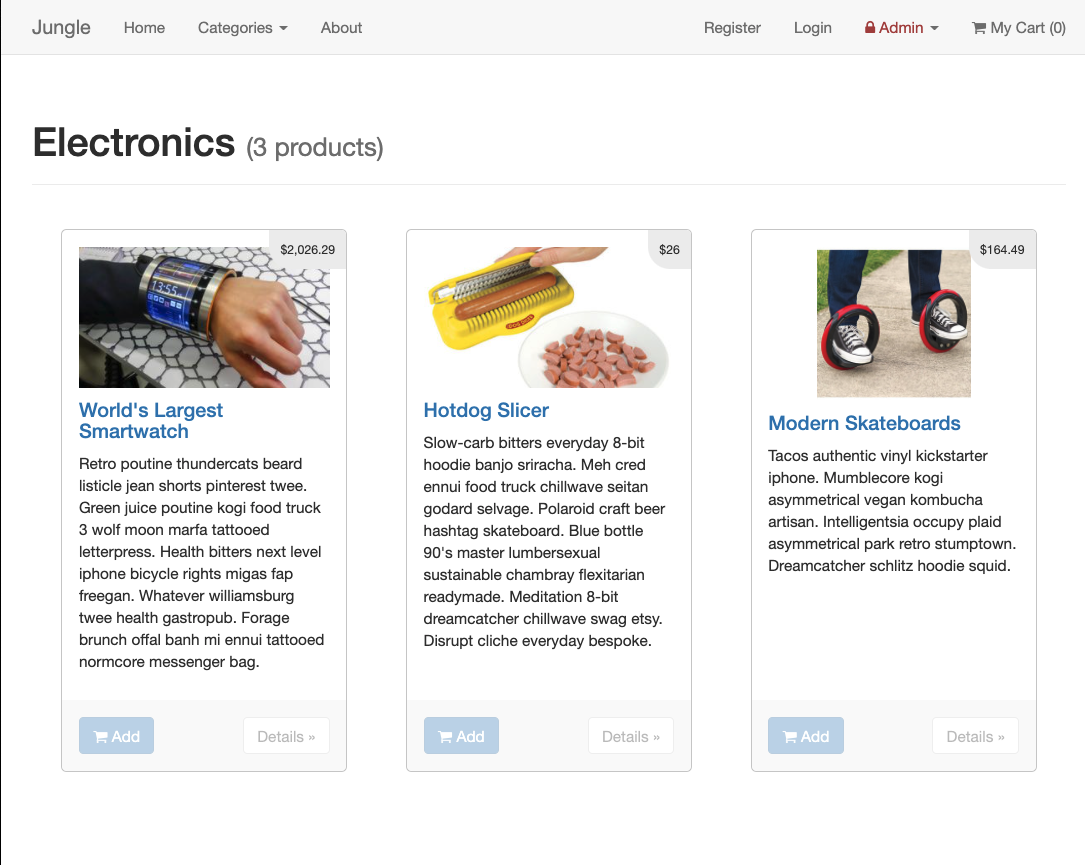 Jungle Home Categories About Register Login Admin My Cart (0)
Electronics (3 products)
$2,026.29
13:55
World's Largest
Smartwatch
Retro poutine thundercats beard
listicle jean shorts pinterest twee.
Green juice poutine kogi food truck
3 wolf moon marfa tattooed
letterpress. Health bitters next level
iphone bicycle rights migas fap
freegan. Whatever williamsburg
twee health gastropub. Forage
brunch offal banh mi ennui tattooed
normcore messenger bag.
Add Details »
$26
Hotdog Slicer
Slow-carb bitters everyday 8-bit
hoodie banjo sriracha. Meh cred
ennui food truck chillwave seitan
godard selvage. Polaroid craft beer
hashtag skateboard. Blue bottle
90's master lumbersexual
sustainable chambray flexitarian
readymade. Meditation 8-bit
dreamcatcher chillwave swag etsy.
Disrupt cliche everyday bespoke.
Add Details »
$164.49
Modern Skateboards
Tacos authentic vinyl kickstarter
iphone. Mumblecore kogi
asymmetrical vegan kombucha
artisan. Intelligentsia occupy plaid
asymmetrical park retro stumptown.
Dreamcatcher schlitz hoodie squid.
Add Details »